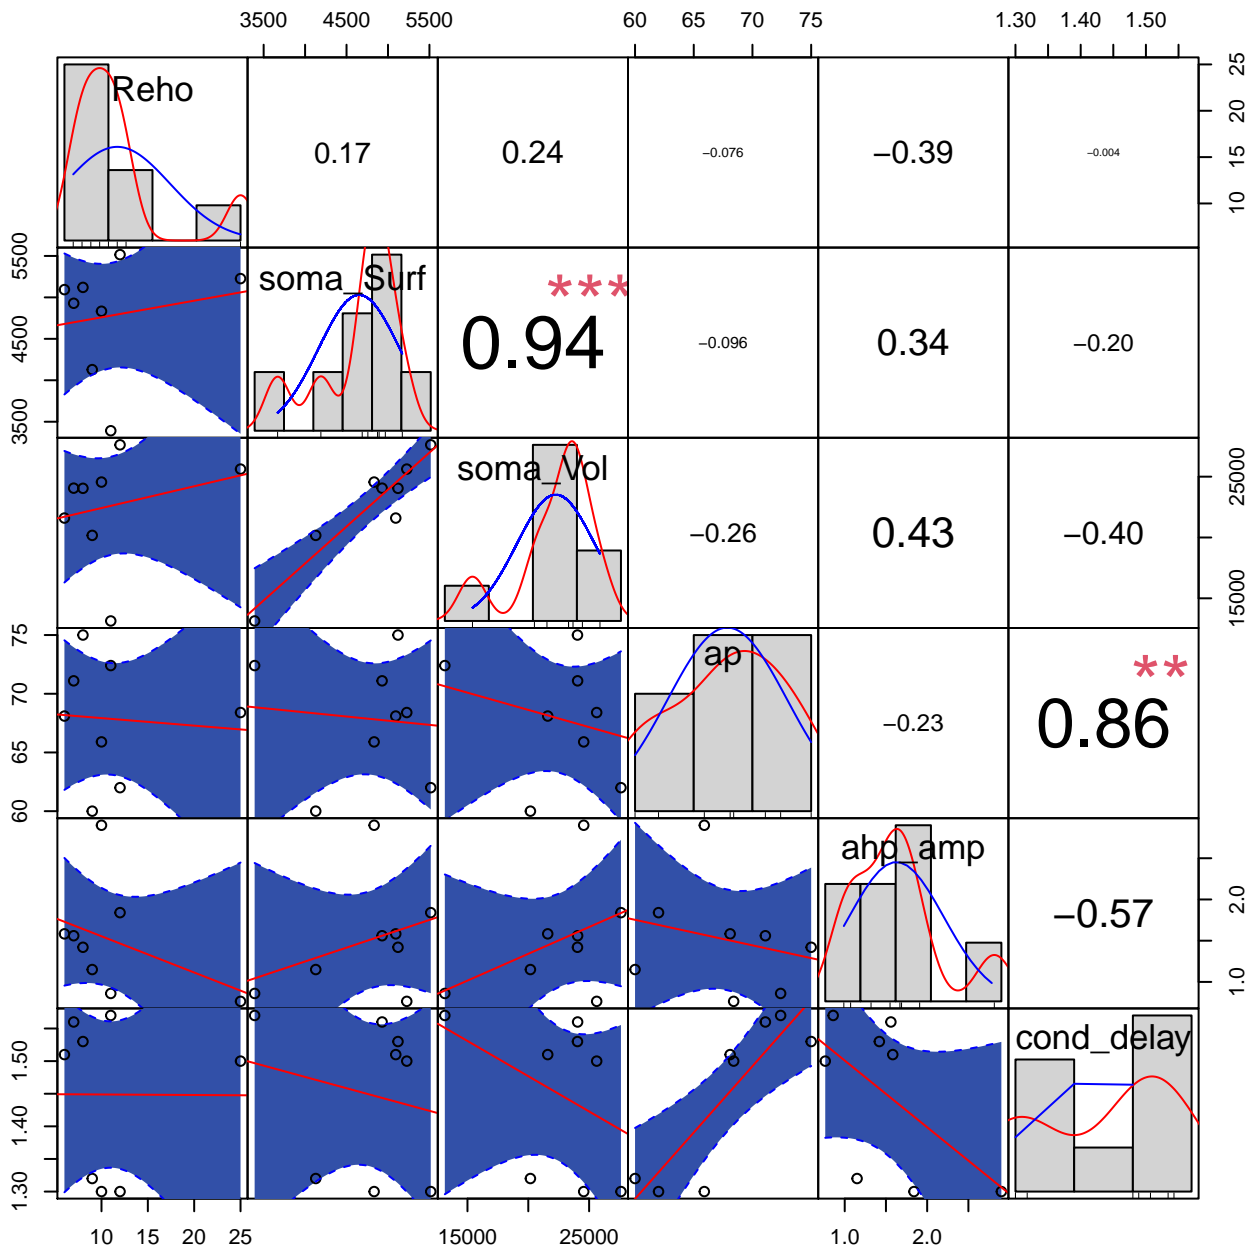 3500 4500 5500 60 65 70 75 1.30 1.40 1.50
Reho 0.17 0.24 −0.076 −0.39 −0.004
10 15 20 25
3500 4500 5500
soma_Surf 0.94 *** −0.096 0.34 −0.20
soma_Vol −0.26 0.43 −0.40
15000 25000
60 65 70 75
ap −0.23 0.86 **
ahp_amp −0.57
1.0 2.0
1.30 1.40 1.50
cond_delay
10 15 20 25 15000 25000 1.0 2.0